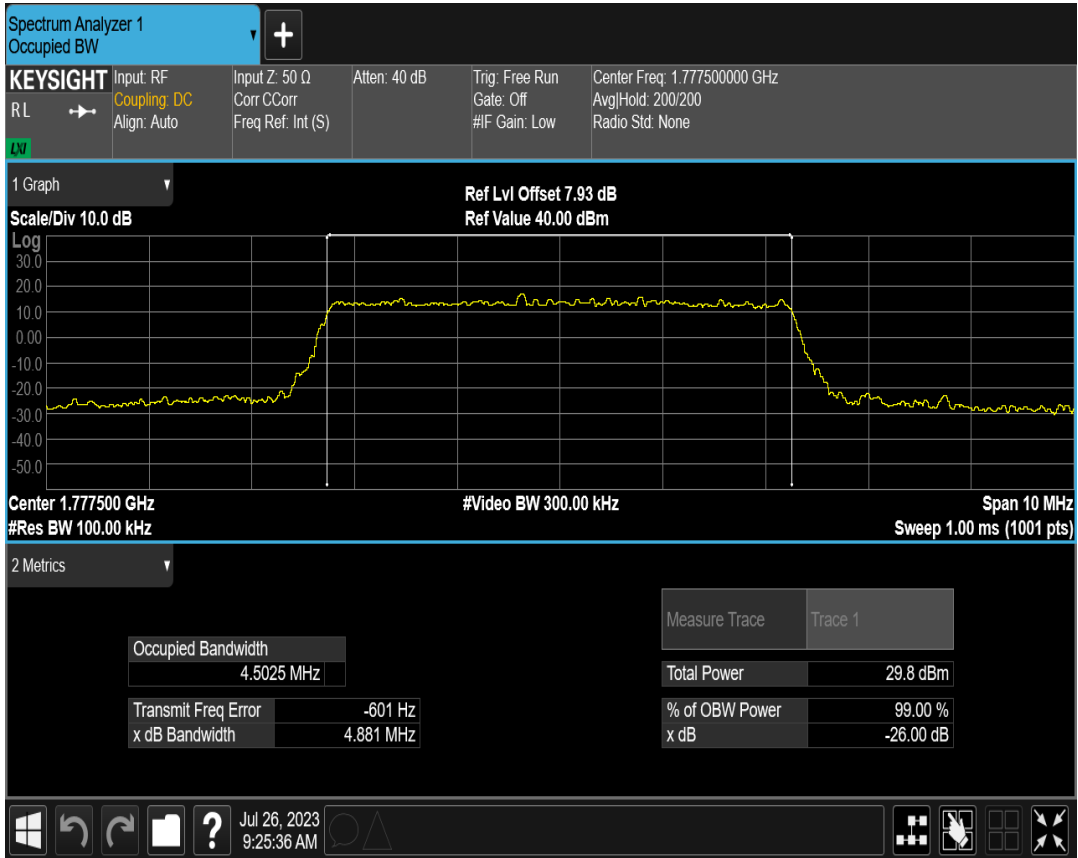 Spectrum Analyzer 1
Occupied BW
+
KEYSIGHT
RL
LXI
Input: RF
Coupling: DC
Align: Auto
Input Z: 50 Ω
Corr CCorr
Freq Ref: Int (S)
Atten: 40 dB
Trig: Free Run
Gate: Off
#IF Gain: Low
Center Freq: 1.777500000 GHz
Avg|Hold: 200/200
Radio Std: None
1 Graph
Scale/Div 10.0 dB
Ref Lvl Offset 7.93 dB
Ref Value 40.00 dBm
Log
30.0
20.0
10.0
0.00
-10.0
-20.0
-30.0
-40.0
-50.0
Center 1.777500 GHz
#Video BW 300.00 kHz
Span 10 MHz
#Res BW 100.00 kHz
Sweep 1.00 ms (1001 pts)
2 Metrics
Measure Trace Trace 1
Occupied Bandwidth
4.5025 MHz
Total Power 29.8 dBm
Transmit Freq Error -601 Hz
% of OBW Power 99.00 %
x dB Bandwidth 4.881 MHz
x dB -26.00 dB
?
Jul 26, 2023
9:25:36 AM